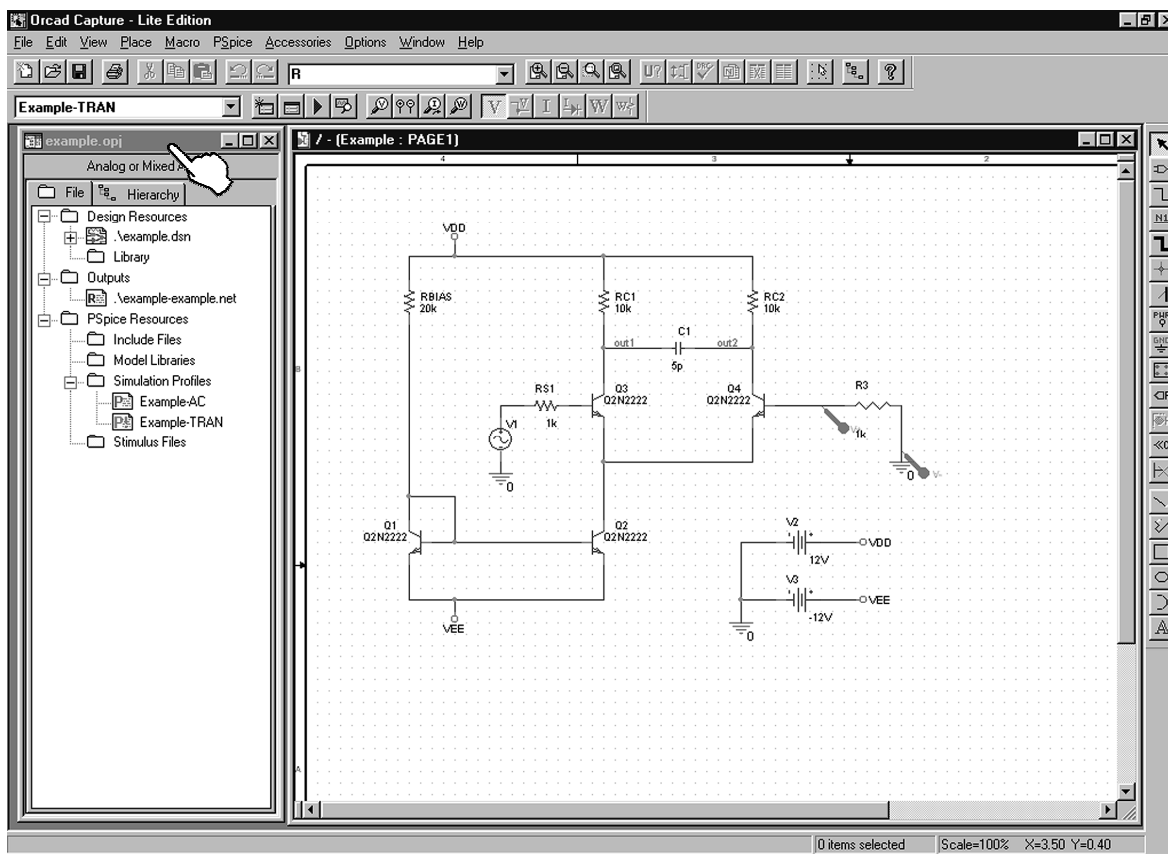 Orcad Capture - Lite Edition
File Edit View Place Macro PSpice Accessories Options Window Help
R
U?
DRC
Example-TRAN
V V I I W W
example.opj
/ - (Example : PAGE1)
Analog or Mixed A
File Hierarchy
Design Resources
.\example.dsn
Library
Outputs
.\example-example.net
PSpice Resources
Include Files
Model Libraries
Simulation Profiles
Example-AC
Example-TRAN
Stimulus Files
4 3 2
B
A
VDD
RBIAS
20k
RC1
10k
RC2
10k
C1
out1 out2
5p
RS1
1k
Q3
Q2N2222
Q4
Q2N2222
R3
1k
V1
0
0
Q1
Q2N2222
Q2
Q2N2222
VEE
V2
12V
VDD
V3
-12V
VEE
0
N1
PWR
GND
A
0 items selected Scale=100% X=3.50 Y=0.40